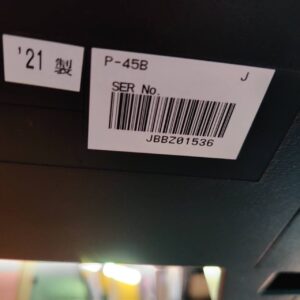 '21 製
P-45B J
SER No.
JBBZ01536